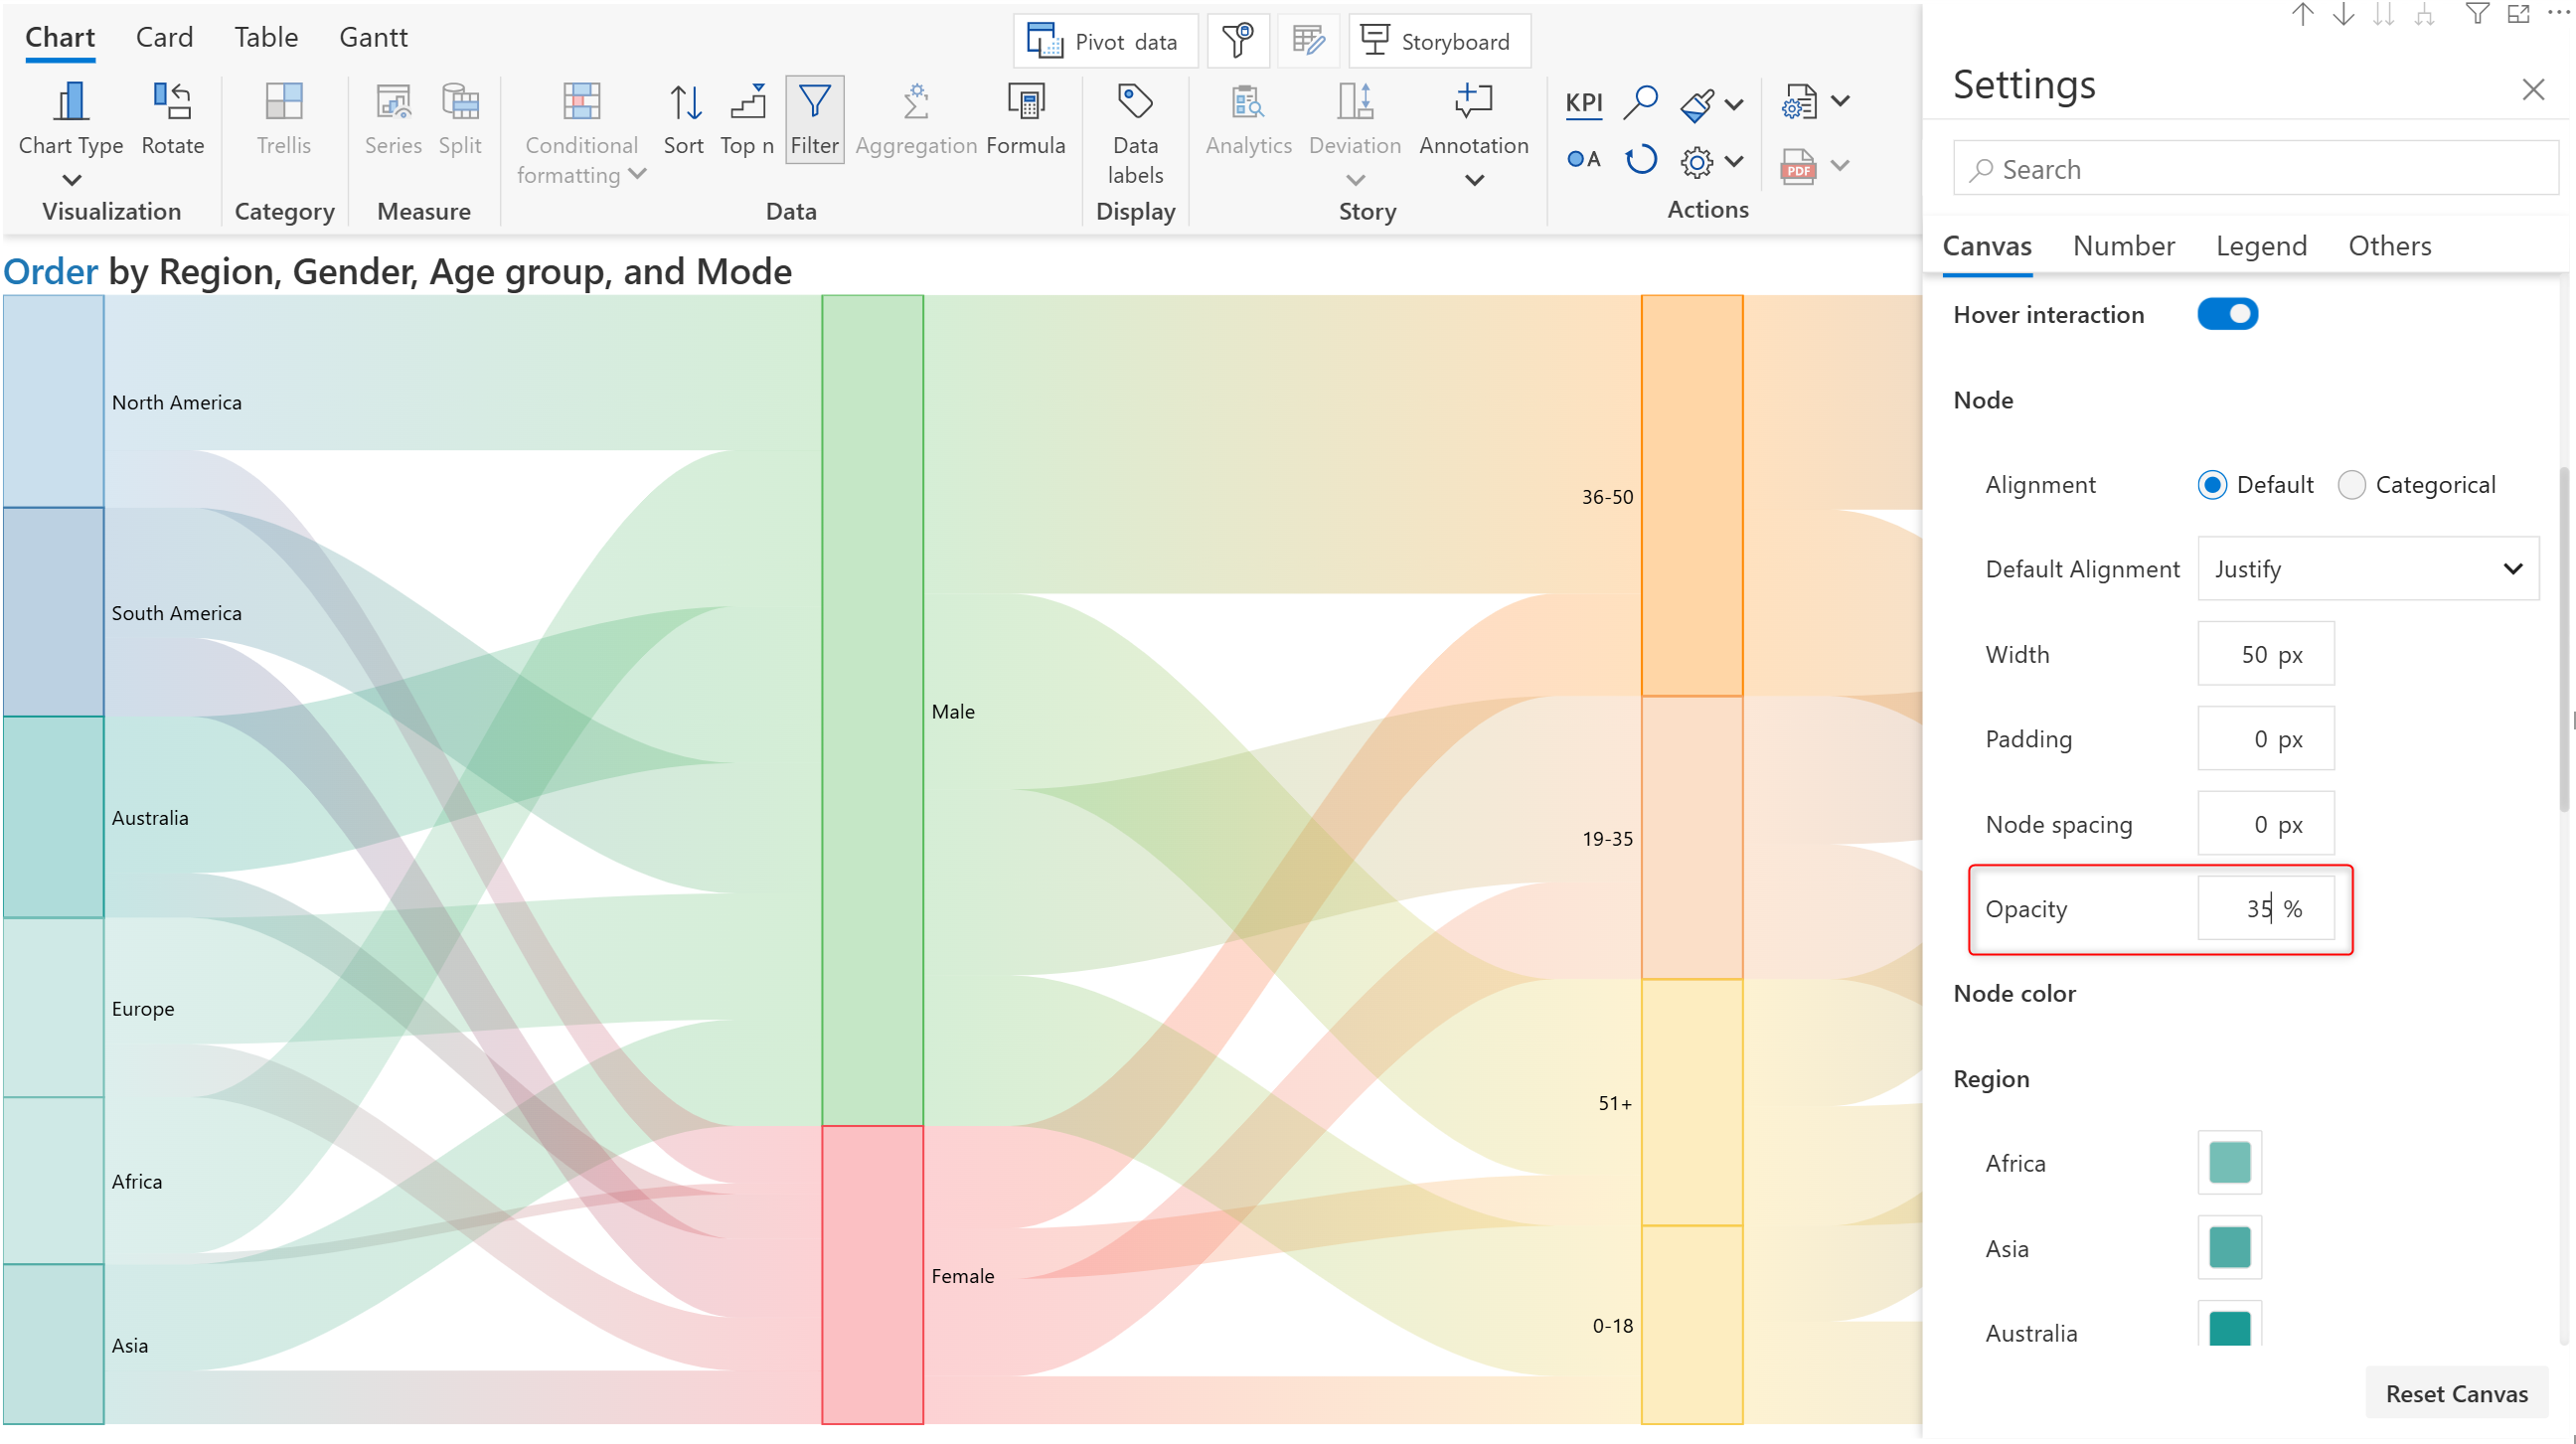 Chart Card Table Gantt
Pivot data
Storyboard
Chart Type
Rotate
Trellis
Series
Split
Conditional
formatting
Sort
Top n
Filter
Aggregation
Formula
Data
labels
Analytics
Deviation
Annotation
KPI
A
PDF
Visualization
Category
Measure
Data
Display
Story
Actions
Order by Region, Gender, Age group, and Mode
North America
South America
Australia
Europe
Africa
Asia
Male
Female
36-50
19-35
51+
0-18
Settings
Search
Canvas Number Legend Others
Hover interaction
Node
Alignment Default Categorical
Default Alignment Justify
Width 50 px
Padding 0 px
Node spacing 0 px
Opacity 35 %
Node color
Region
Africa
Asia
Australia
Reset Canvas